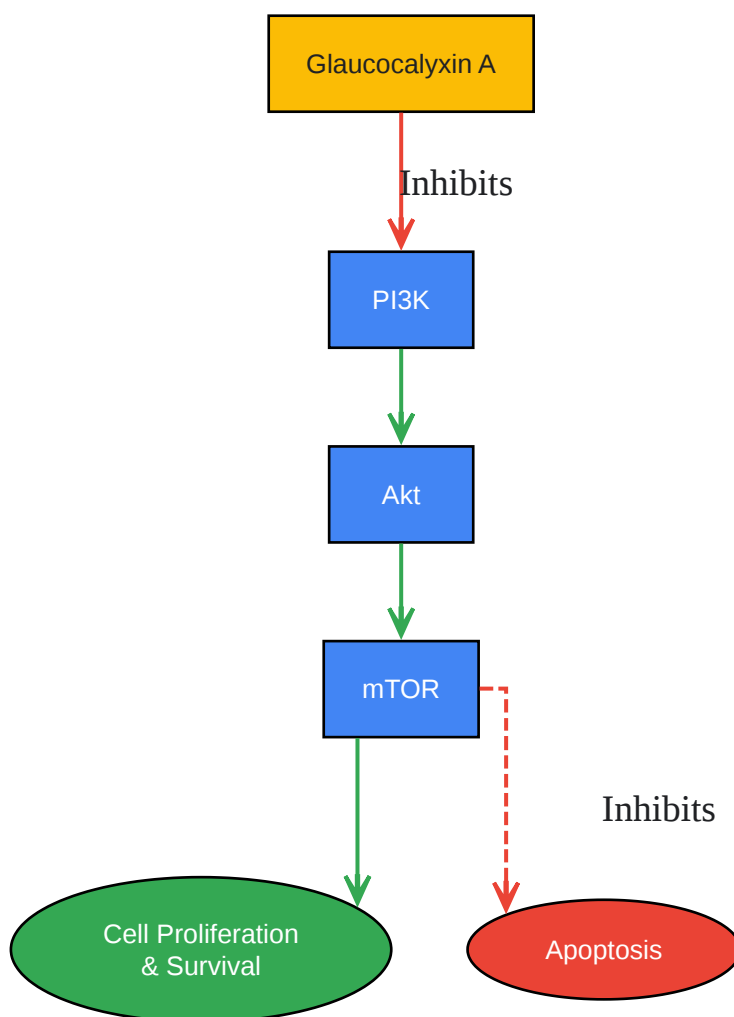 Glaucocalyxin A
Inhibits
PI3K
Akt
mTOR
Inhibits
Cell Proliferation
& Survival
Apoptosis